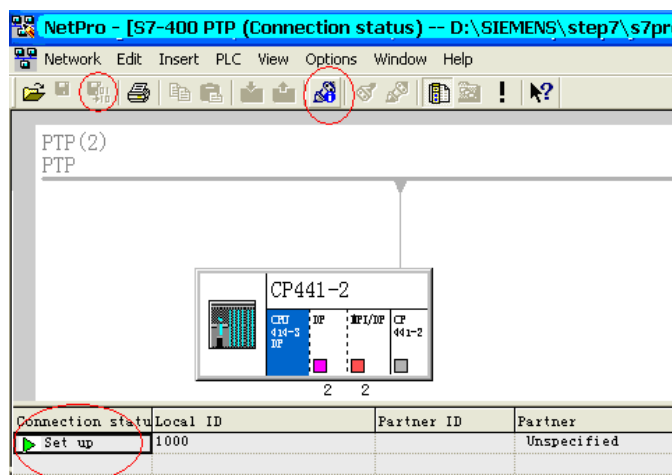 NetPro - [S7-400 PTP (Connection status) -- D:\SIEMENS\step7\s7pr
Network Edit Insert PLC View Options Window Help
PTP(2)
PTP
CP441-2
CPU 414-3 DP
DP
MPI/DP
CP 441-2
2 2
Connection statu Local ID Partner ID Partner
Set up 1000 Unspecified